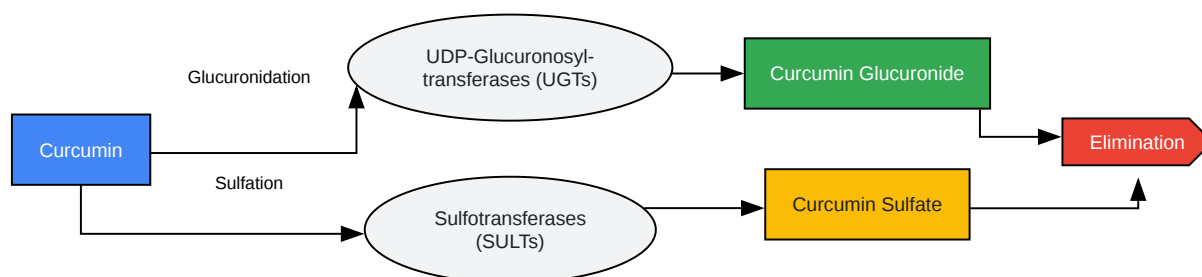 Glucuronidation
UDP-Glucuronosyl-
transferases (UGTs)
Curcumin Glucuronide
Curcumin
Elimination
Sulfation
Sulfotransferases
(SULTs)
Curcumin Sulfate